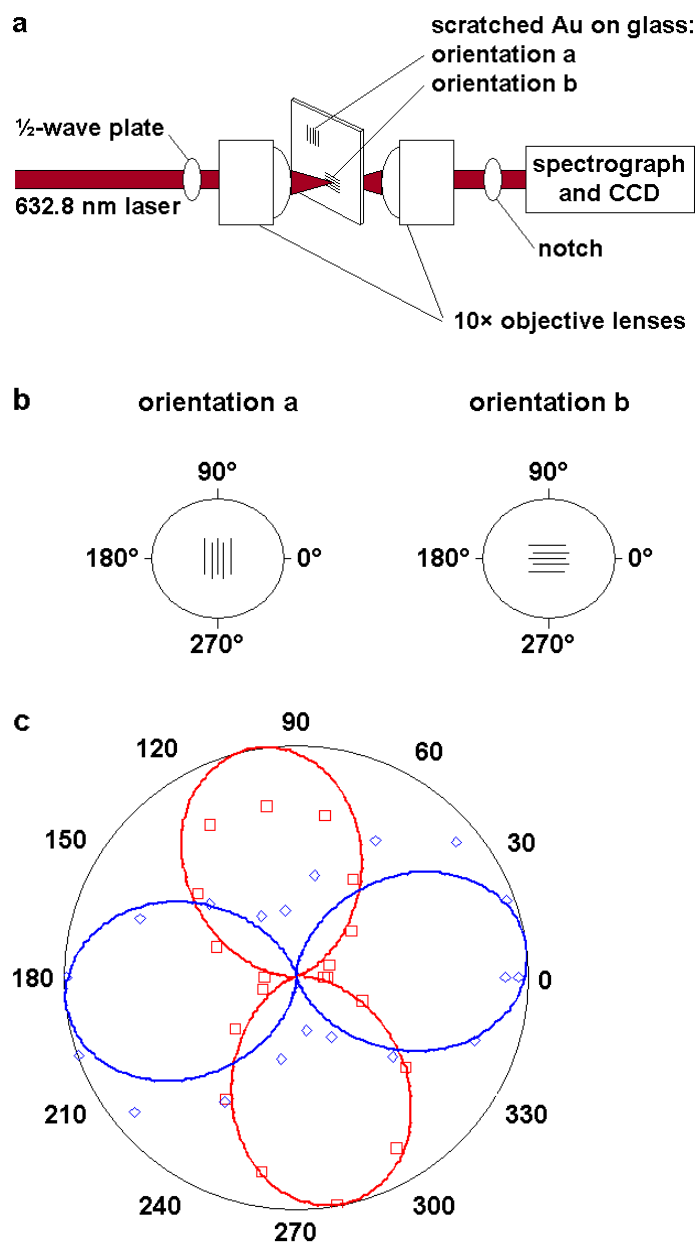 a
scratched Au on glass:
orientation a
orientation b
½-wave plate
632.8 nm laser
spectrograph
and CCD
notch
10× objective lenses
b
orientation a
orientation b
90°
90°
180°
0°
180°
0°
270°
270°
c
90
120
60
150
30
180
0
210
330
240
300
270